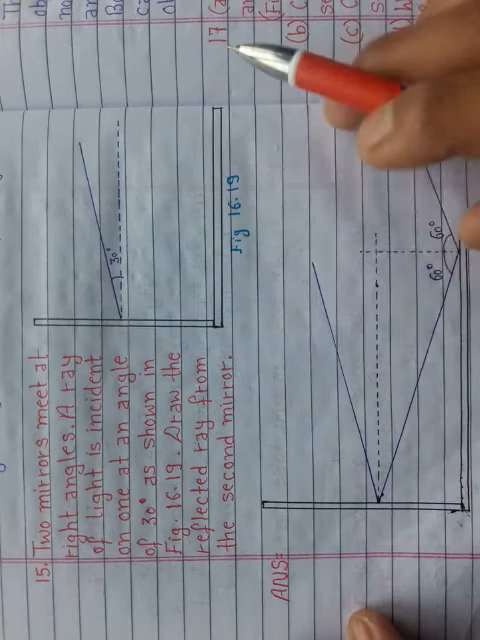 15. Two mirrors meet at
right angles. A ray
of light is incident
on one at an angle
of 30° as shown in
Fig. 16.19. Draw the
reflected ray from
the second mirror.
30°
Fig 16.19
ANS:
60° 60°
17 (a
(b) C
(c) C